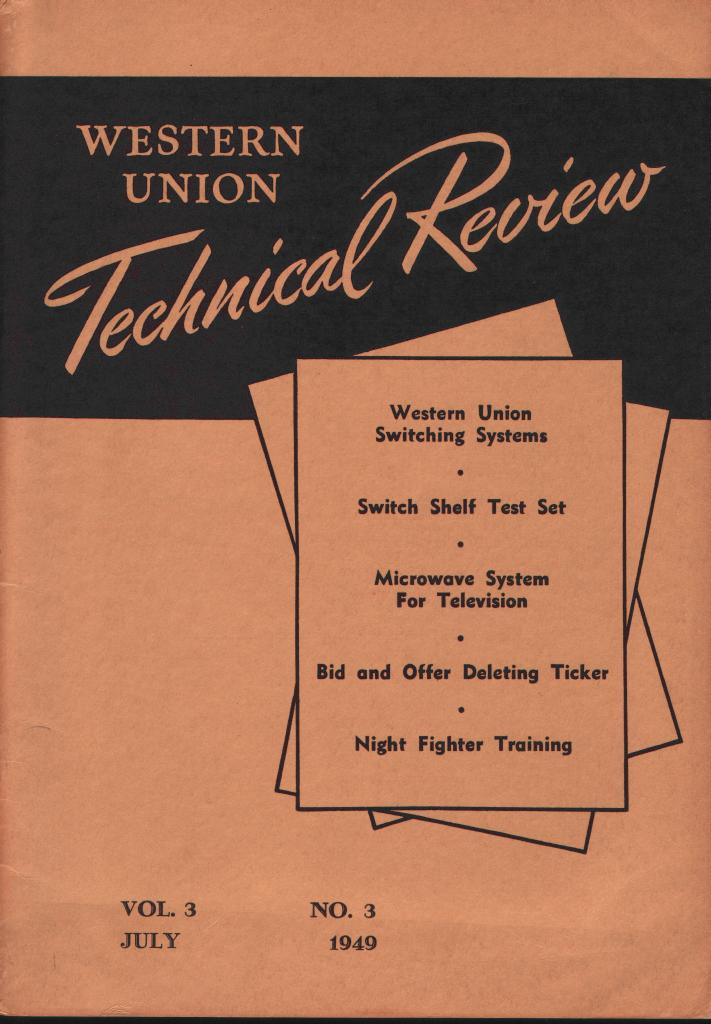 WESTERN
UNION
Technical Review
Western Union
Switching Systems
•
Switch Shelf Test Set
•
Microwave System
For Television
•
Bid and Offer Deleting Ticker
•
Night Fighter Training
VOL. 3 NO. 3
JULY 1949